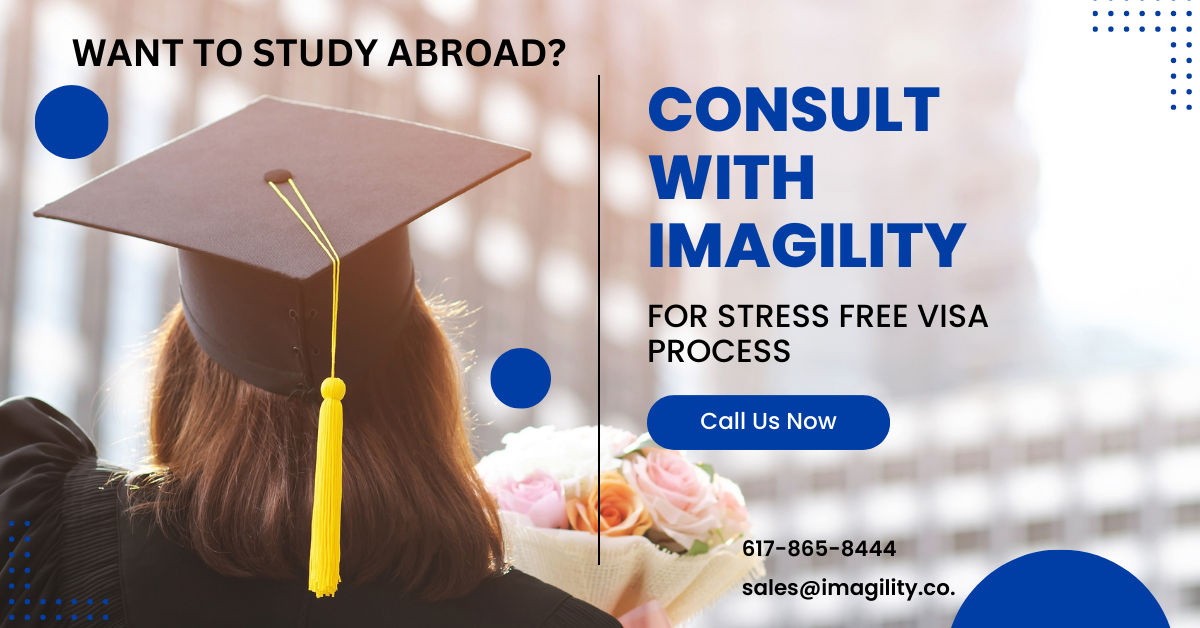 WANT TO STUDY ABROAD?
CONSULT
WITH
IMAGILITY
FOR STRESS FREE VISA
PROCESS
Call Us Now
617-865-8444
sales@imagility.co.